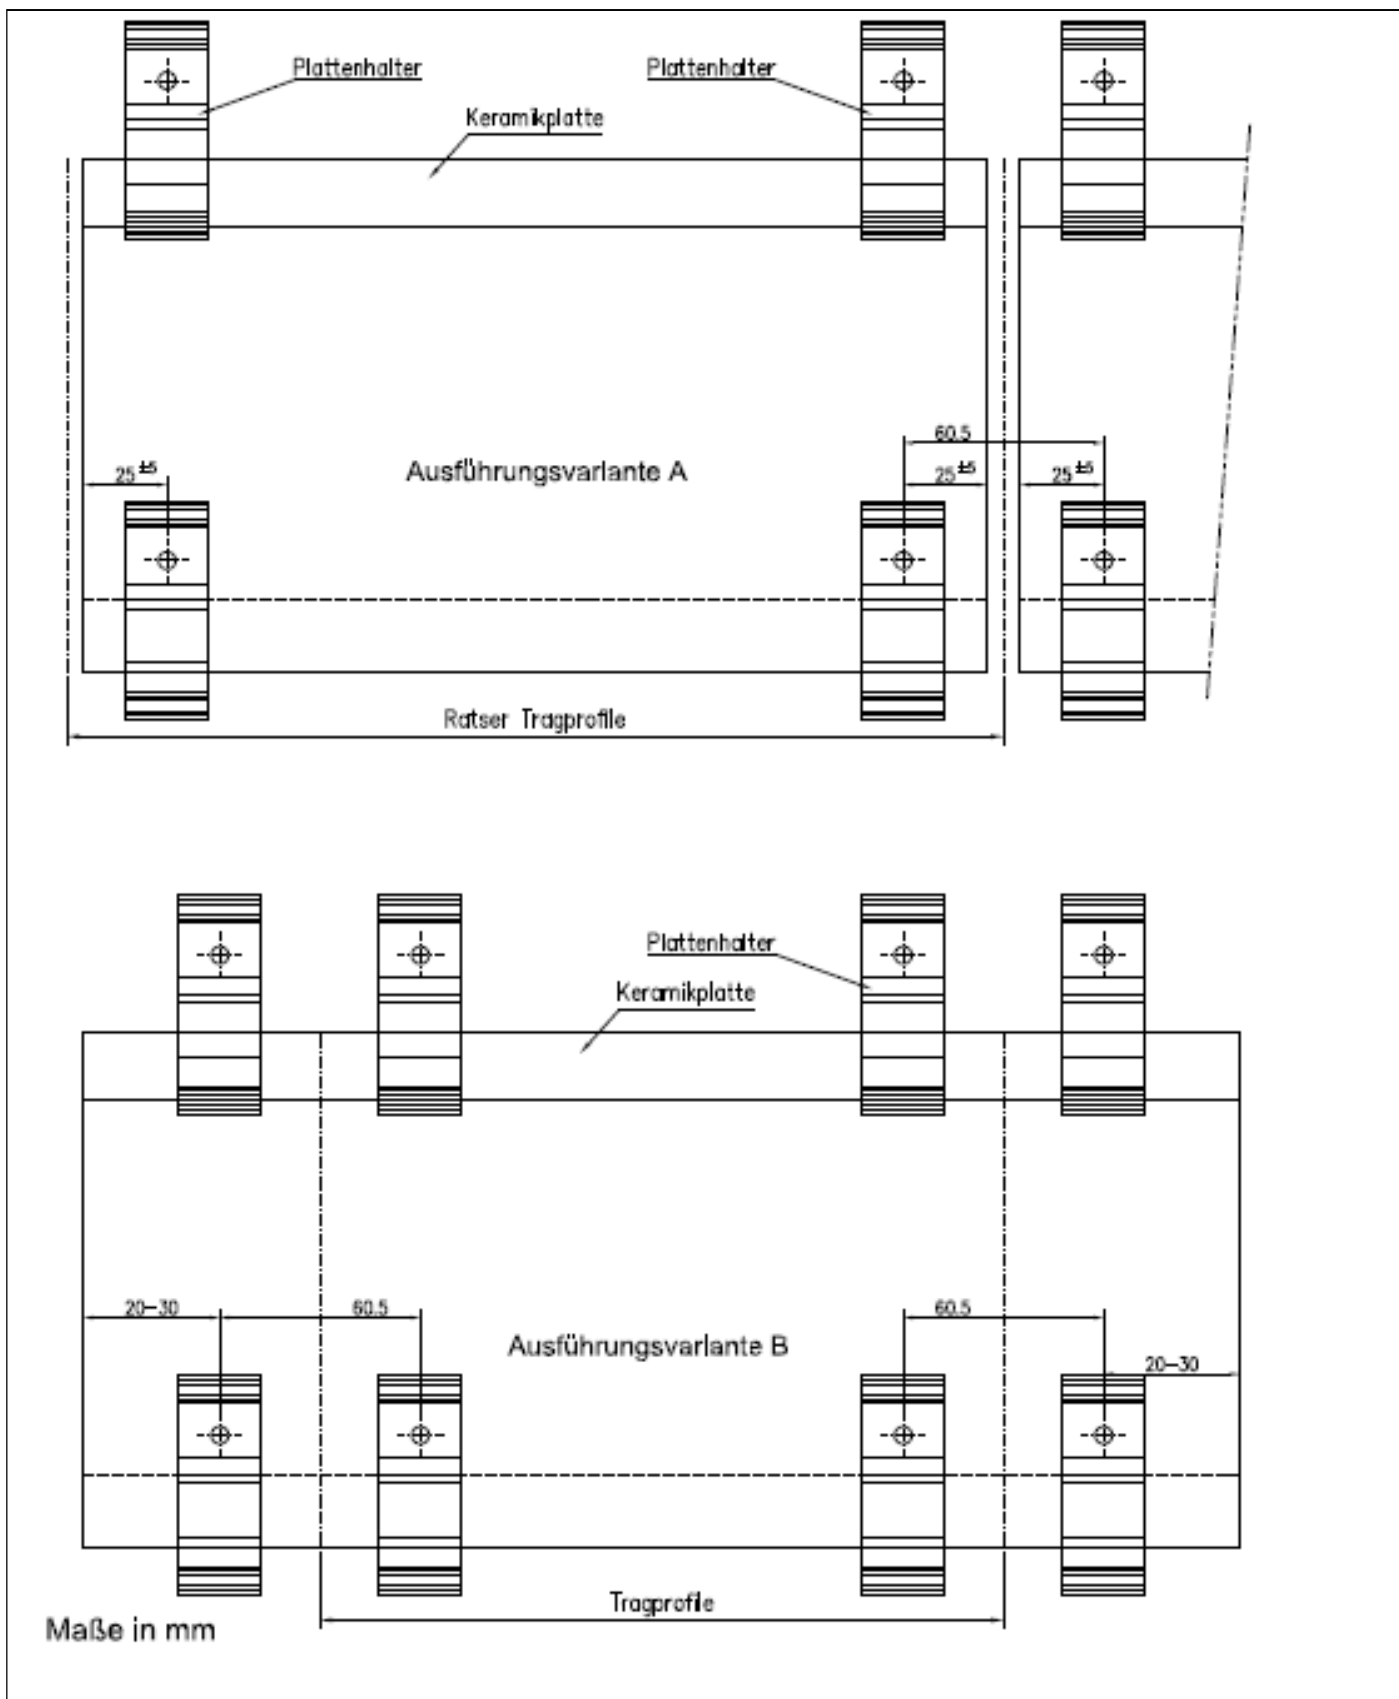 Plattenhalter
Plattenhalter
Keramikplatte
60.5
Ausführungsvarlante A
25 ±5
25 ±5
25 ±5
Ratser Tragprofile
Plattenhalter
Keramikplatte
20-30
60.5
60.5
Ausführungsvarlante B
20-30
Tragprofile
Maße in mm